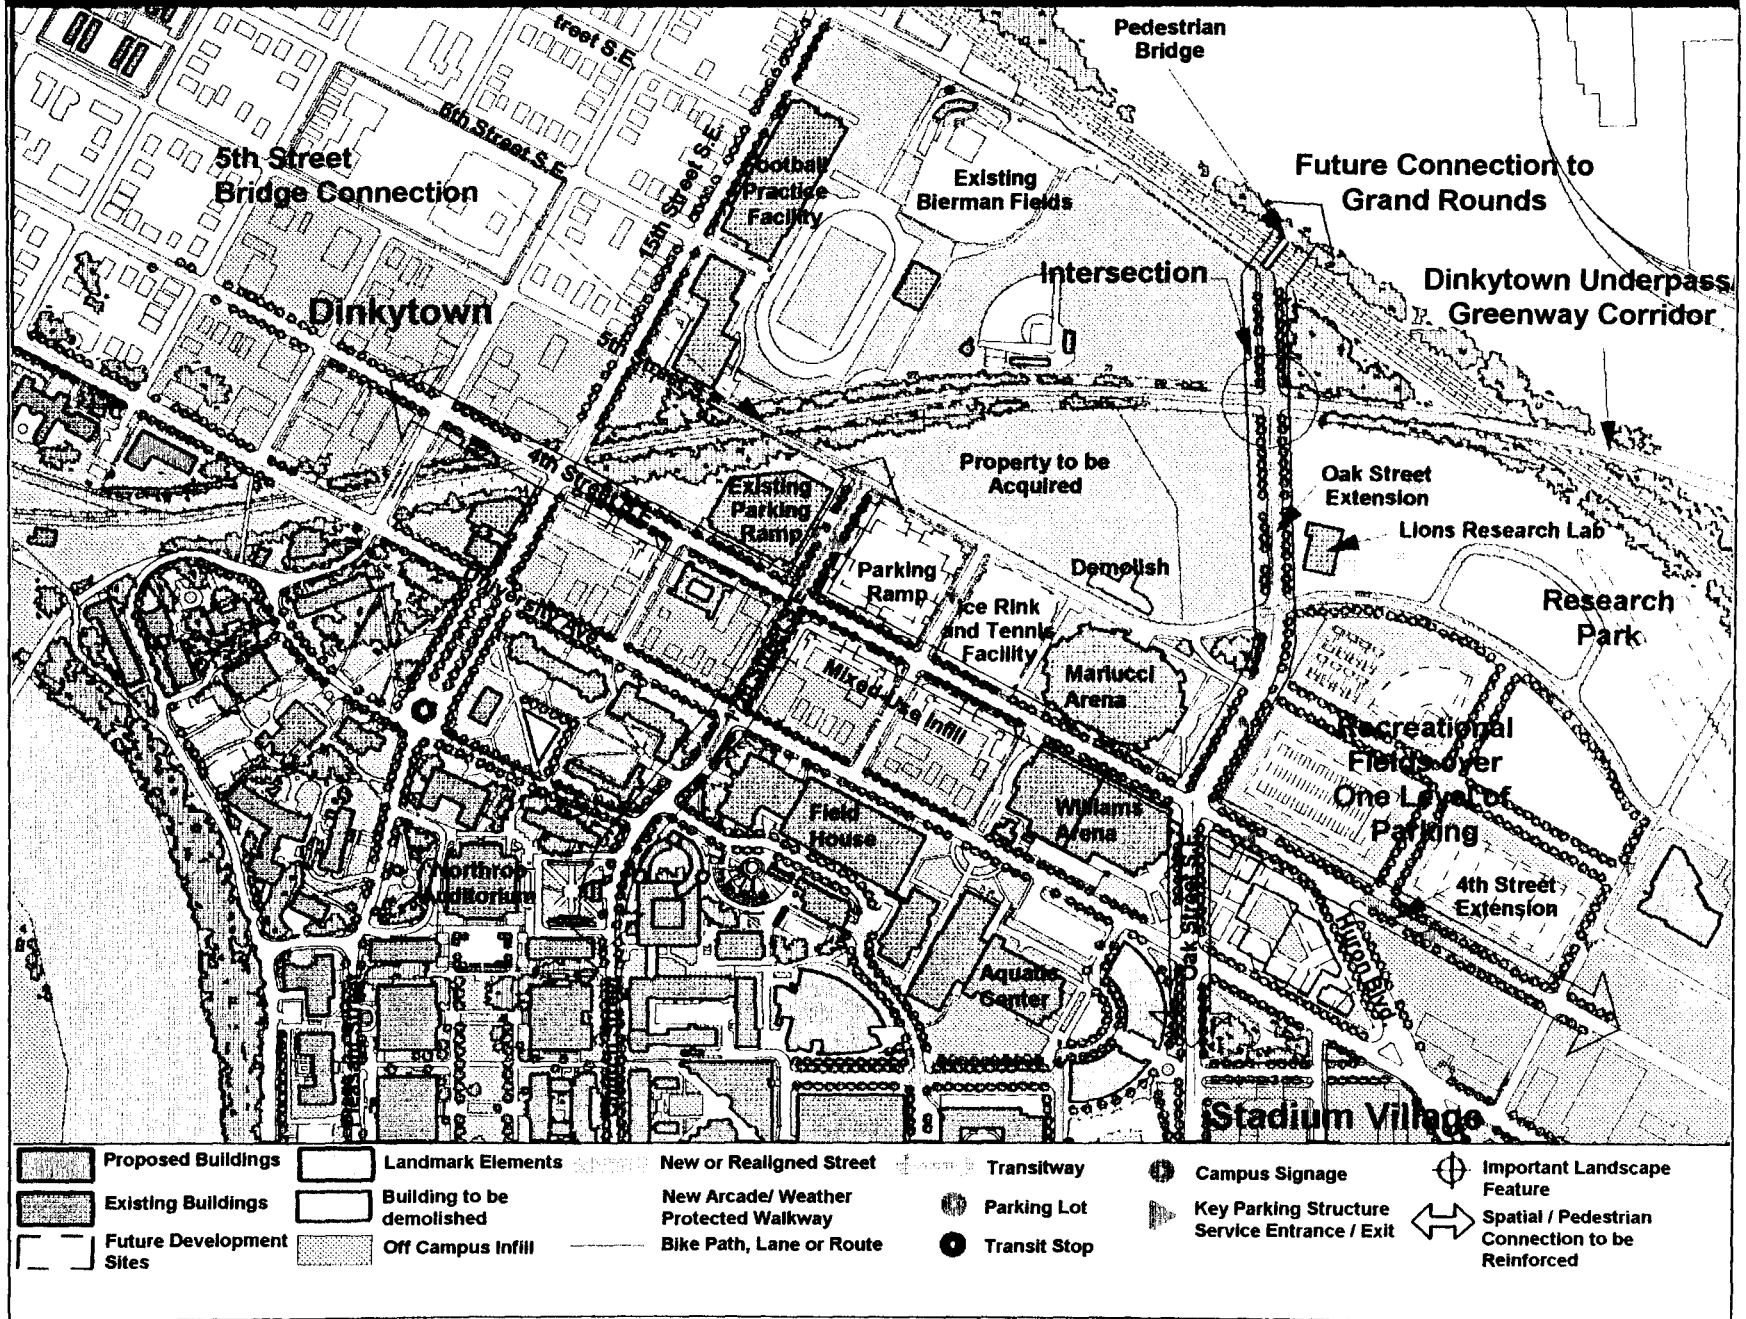 Pedestrian
Bridge
treet S.E.
6th Street S.E.
5th Street
Bridge Connection
15th Street S.E.
Football
Practice
Facility
Existing
Bierman Fields
Future Connection to
Grand Rounds
Intersection
Dinkytown Underpass/
Greenway Corridor
Dinkytown
5th Street
4th Street S.E.
Property to be
Acquired
Existing
Parking
Ramp
Oak Street
Extension
Lions Research Lab
Parking
Ramp
Demolish
Ice Rink
and Tennis
Facility
Research
Park
Mariucci
Arena
Mixed-Use Infill
Recreational
Fields over
One Level of
Parking
Field
House
Williams
Arena
Northrop
Auditorium
4th Street
Extension
Oak Street S.E.
Huron Blvd
Aquatic
Center
Stadium Village
Proposed Buildings
Existing Buildings
Future Development
Sites
Landmark Elements
Building to be
demolished
Off Campus Infill
New or Realigned Street
New Arcade/ Weather
Protected Walkway
Bike Path, Lane or Route
Transitway
Parking Lot
Transit Stop
Campus Signage
Key Parking Structure
Service Entrance / Exit
Important Landscape
Feature
Spatial / Pedestrian
Connection to be
Reinforced